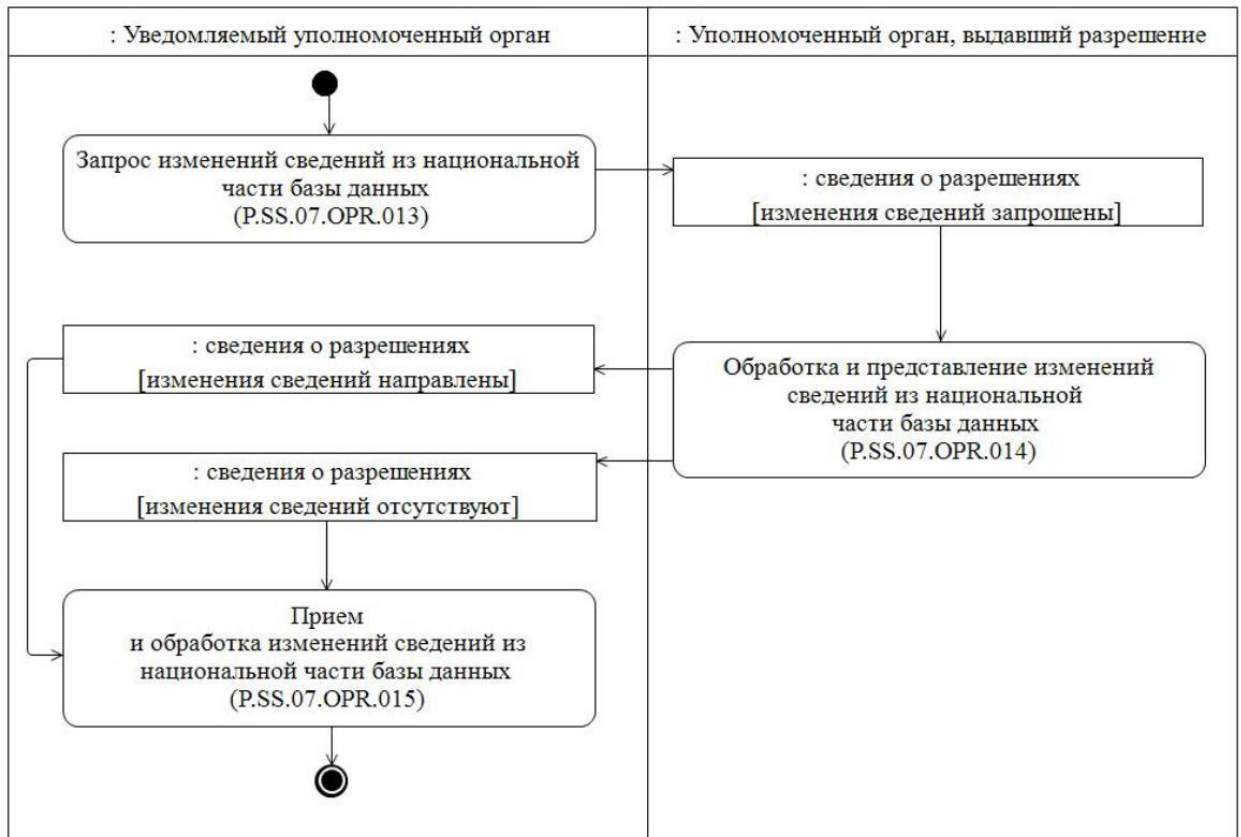 : Уведомляемый уполномоченный орган
: Уполномоченный орган, выдавший разрешение
Запрос изменений сведений из национальной
части базы данных
(P.SS.07.OPR.013)
: сведения о разрешениях
[изменения сведений запрошены]
: сведения о разрешениях
[изменения сведений направлены]
Обработка и представление изменений
сведений из национальной
части базы данных
(P.SS.07.OPR.014)
: сведения о разрешениях
[изменения сведений отсутствуют]
Прием
и обработка изменений сведений из
национальной части базы данных
(P.SS.07.OPR.015)